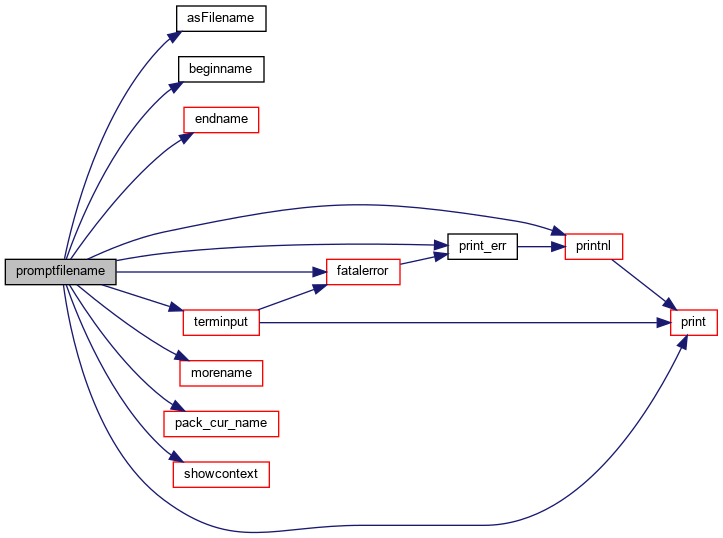 asFilename
beginname
endname
print_err
printnl
promptfilename
fatalerror
terminput
print
morename
pack_cur_name
showcontext